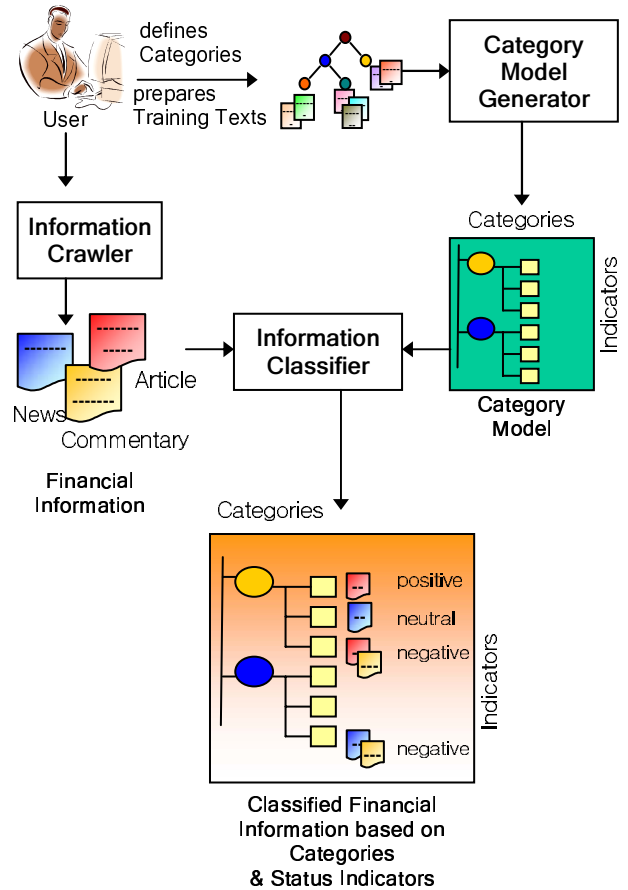 defines
Categories
prepares
Training Texts
User
Category
Model
Generator
Information
Crawler
Categories
Indicators
Information
Classifier
Article
News
Commentary
Category
Model
Financial
Information
Categories
positive
neutral
negative
negative
Indicators
Classified Financial
Information based on
Categories
& Status Indicators